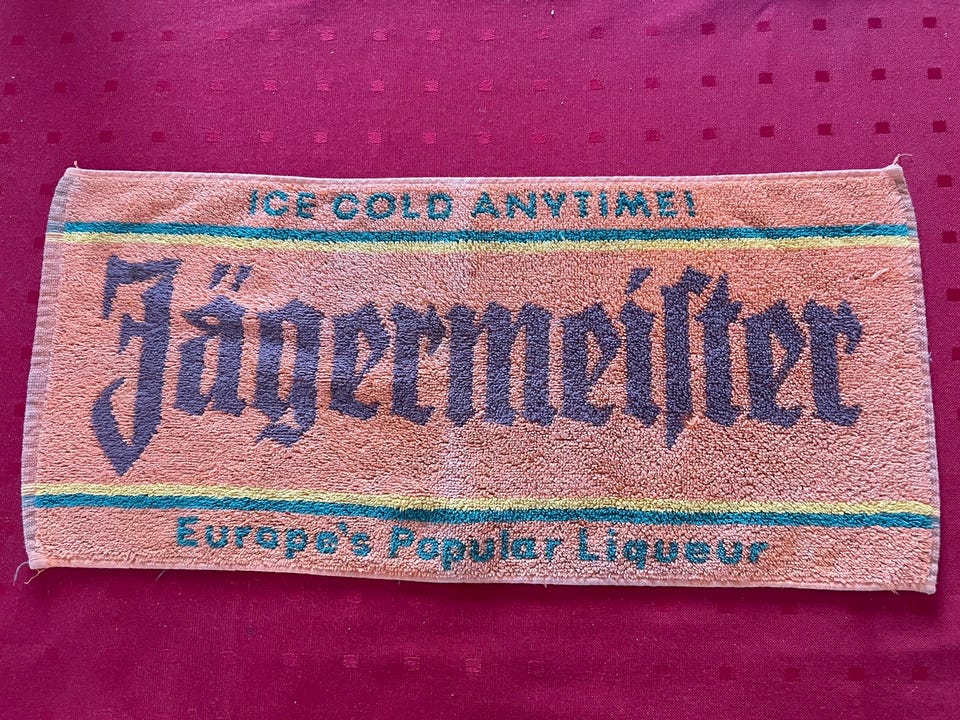 ICE COLD ANYTIME!
Jägermeiſter
Europe's Popular Liqueur